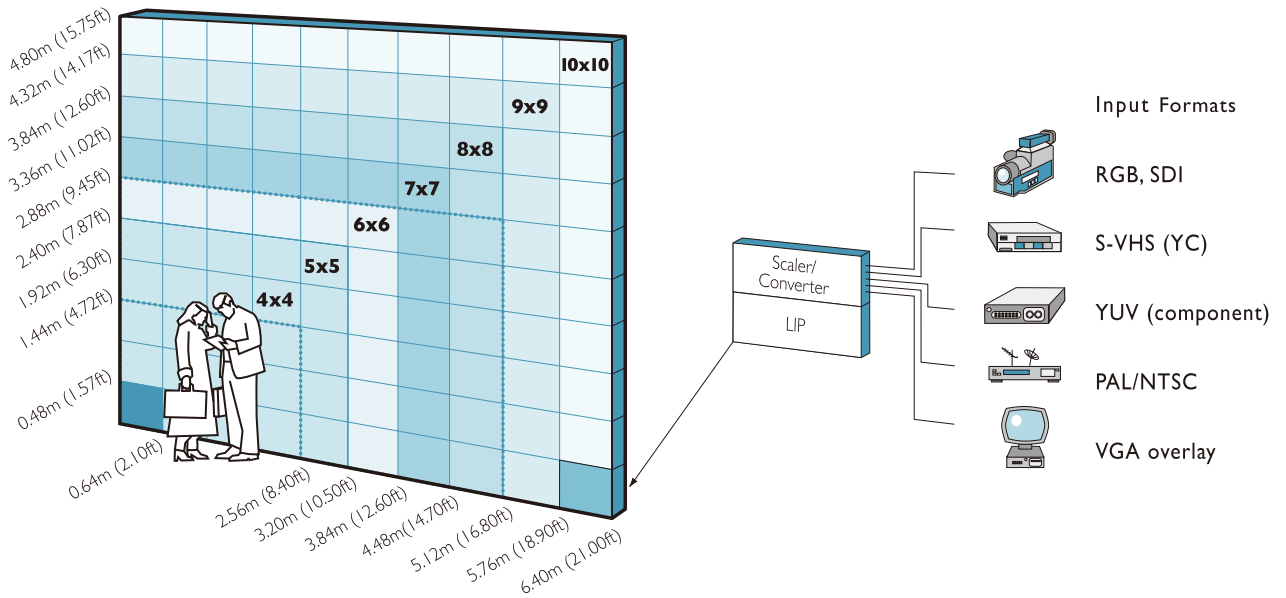 4.80m (15.75ft)
4.32m (14.17ft)
3.84m (12.60ft)
3.36m (11.02ft)
2.88m (9.45ft)
2.40m (7.87ft)
1.92m (6.30ft)
1.44m (4.72ft)
0.48m (1.57ft)
10x10
9x9
8x8
7x7
6x6
5x5
4x4
0.64m (2.10ft)
2.56m (8.40ft)
3.20m (10.50ft)
3.84m (12.60ft)
4.48m(14.70ft)
5.12m (16.80ft)
5.76m (18.90ft)
6.40m (21.00ft)
Scaler/
Converter
LIP
Input Formats
RGB, SDI
S-VHS (YC)
YUV (component)
PAL/NTSC
VGA overlay